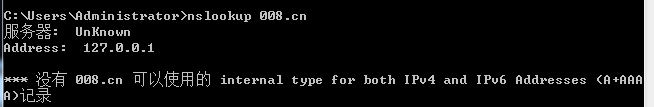 C:\Users\Administrator>nslookup 008.cn
服务器:  UnKnown
Address:  127.0.0.1
*** 没有 008.cn 可以使用的 internal type for both IPv4 and IPv6 Addresses (A+AAA
A)记录